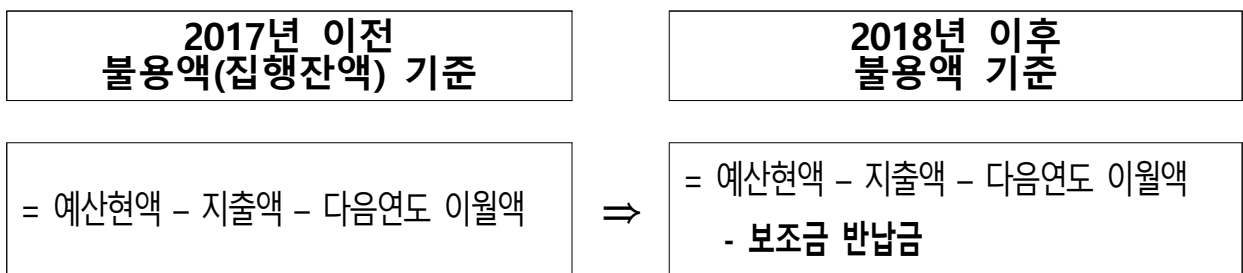 2017년 이전
불용액(집행잔액) 기준
2018년 이후
불용액 기준
= 예산현액 – 지출액 – 다음연도 이월액
⇒
= 예산현액 – 지출액 – 다음연도 이월액
- 보조금 반납금